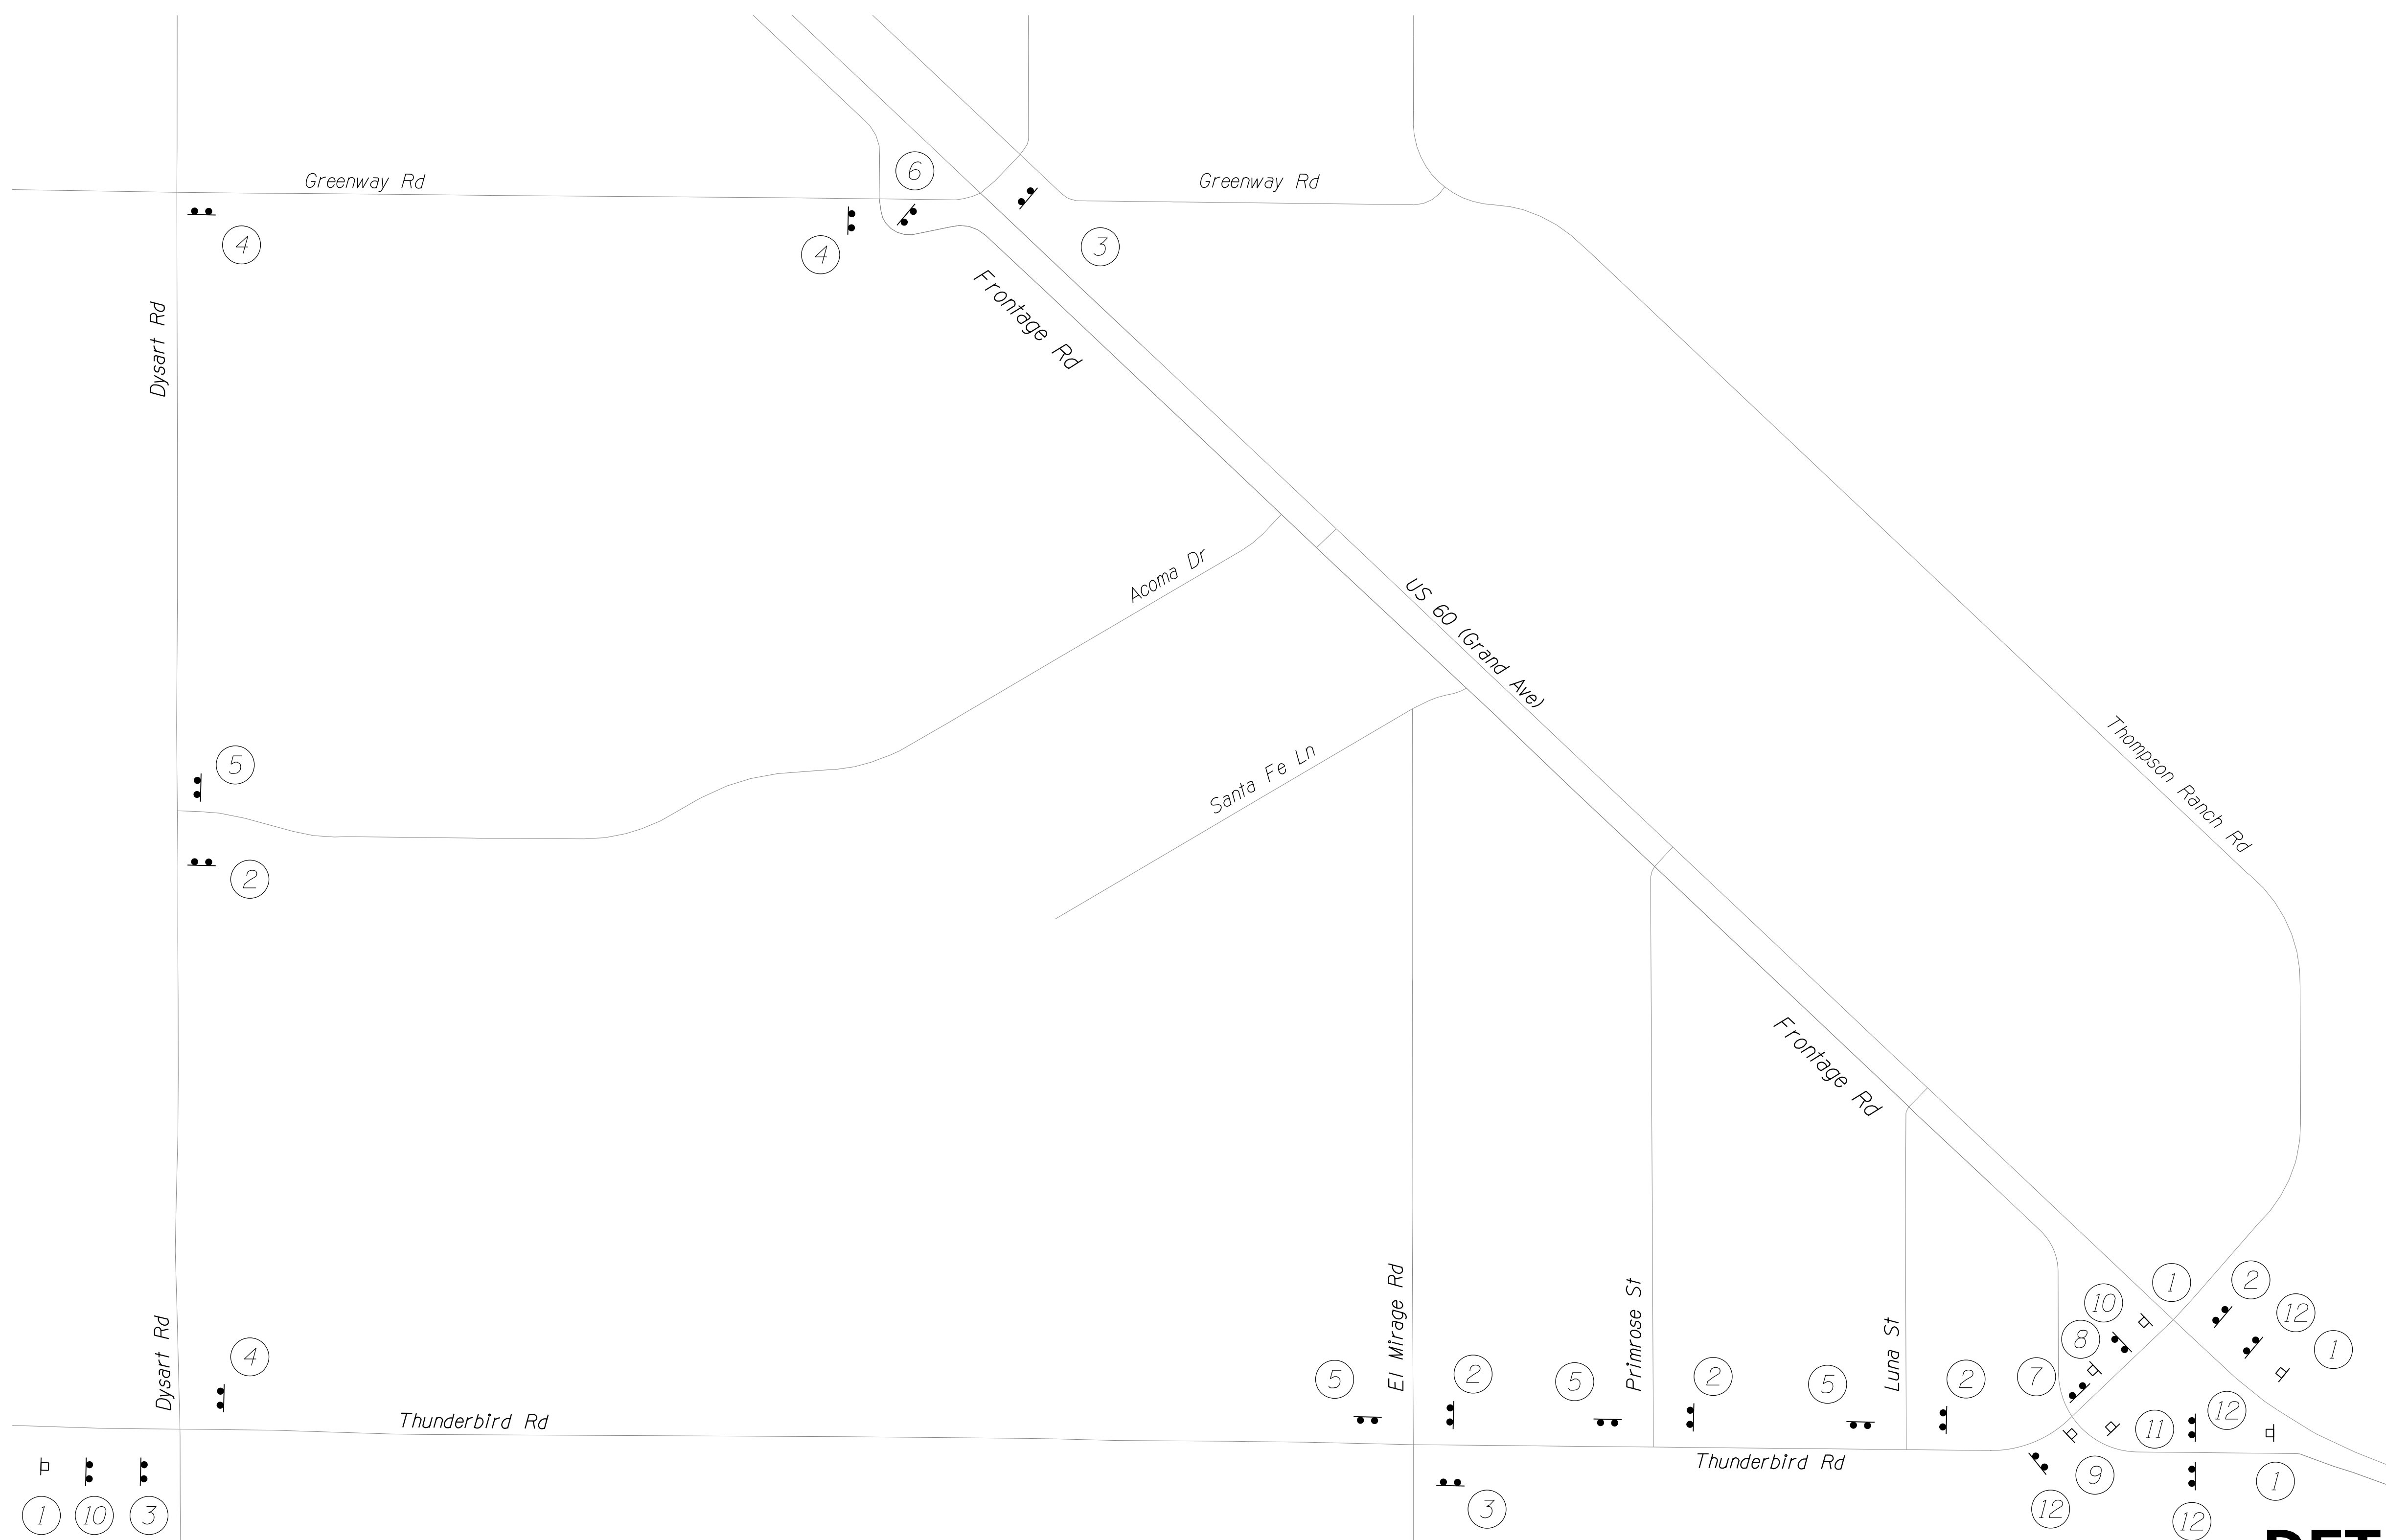 Greenway Rd
6
Greenway Rd
4
4
3
Frontage Rd
Dysart Rd
Acoma Dr
US 60 (Grand Ave)
Santa Fe Ln
Thompson Ranch Rd
5
2
Frontage Rd
El Mirage Rd
Primrose St
Luna St
1
2
10
12
8
1
Dysart Rd
4
5
2
5
2
5
2
7
12
Thunderbird Rd
11
Thunderbird Rd
9
1
1
10
3
3
12
12